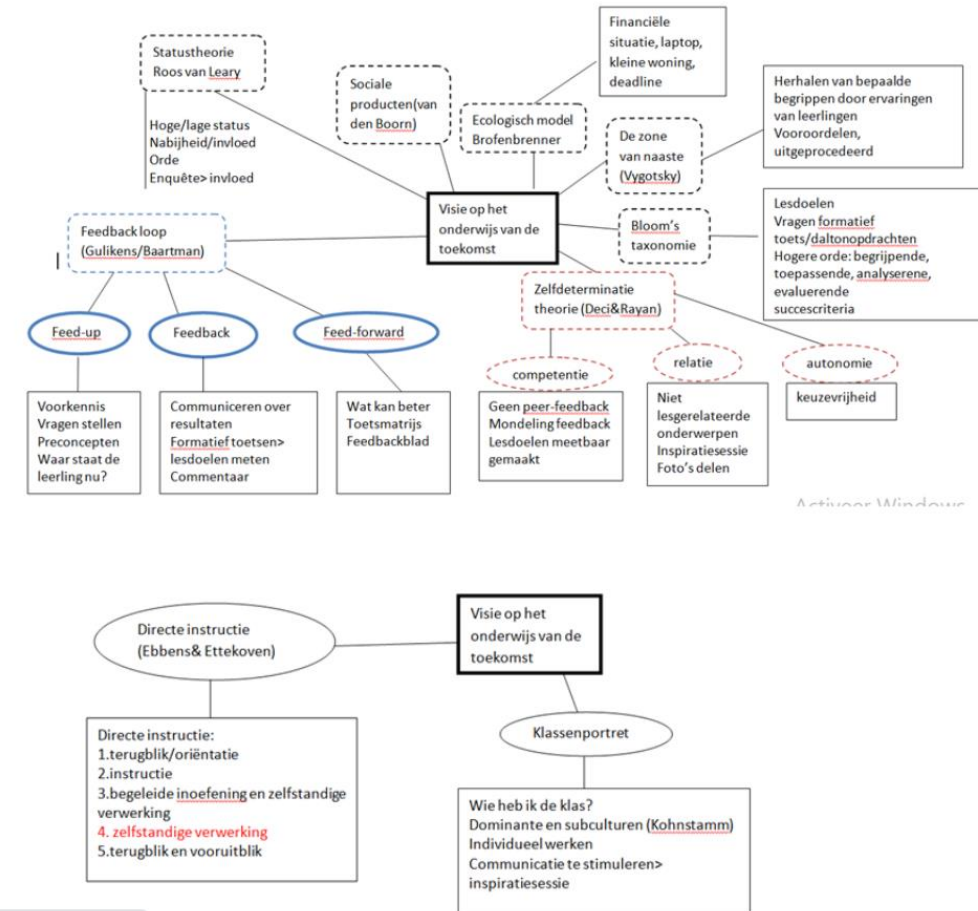 Statustheorie
Roos van Leary
Hoge/lage status
Nabijheid/invloed
Orde
Enquête> invloed
Sociale
producten(van
den Boorn)
Ecologisch model
Brofenbrenner
Financiële
situatie, laptop,
kleine woning,
deadline
De zone
van naaste
(Vygotsky)
Herhalen van bepaalde
begrippen door ervaringen
van leerlingen
Vooroordelen,
uitgeprocedeerd
Visie op het
onderwijs van de
toekomst
Bloom's
taxonomie
Lesdoelen
Vragen formatief
toets/daltonopdrachten
Hogere orde: begrijpende,
toepassende, analyserene,
evaluerende
succescriteria
Feedback loop
(Gulikens/Baartman)
Feed-up
Feedback
Feed-forward
Voorkennis
Vragen stellen
Preconcepten
Waar staat de
leerling nu?
Communiceren over
resultaten
Formatief toetsen>
lesdoelen meten
Commentaar
Wat kan beter
Toetsmatrijs
Feedbackblad
Zelfdeterminatie
theorie (Deci&Rayan)
competentie
relatie
autonomie
Geen peer-feedback
Mondeling feedback
Lesdoelen meetbaar
gemaakt
Niet
lesgerelateerde
onderwerpen
Inspiratiesessie
Foto's delen
keuzevrijheid
Activeer Windows
Directe instructie
(Ebbens& Ettekoven)
Visie op het
onderwijs van de
toekomst
Directe instructie:
1.terugblik/oriëntatie
2.instructie
3.begeleide inoefening en zelfstandige
verwerking
4. zelfstandige verwerking
5.terugblik en vooruitblik
Klassenportret
Wie heb ik de klas?
Dominante en subculturen (Kohnstamm)
Individueel werken
Communicatie te stimuleren>
inspiratiesessie